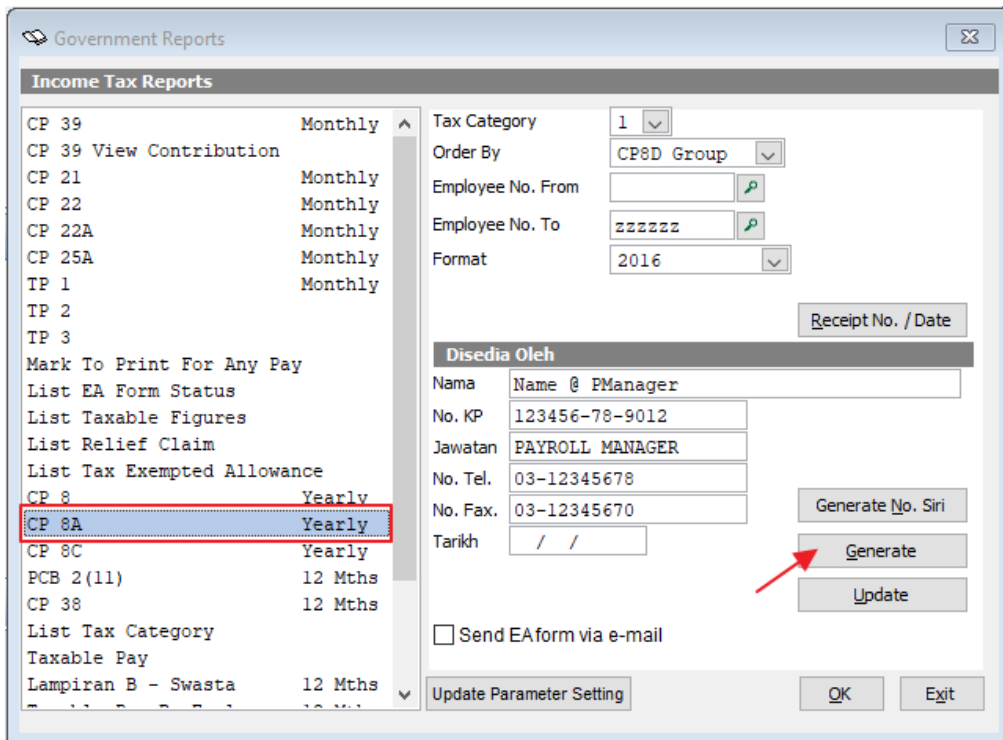 Government Reports
Income Tax Reports
CP 39 Monthly
CP 39 View Contribution
CP 21 Monthly
CP 22 Monthly
CP 22A Monthly
CP 25A Monthly
TP 1 Monthly
TP 2
TP 3
Mark To Print For Any Pay
List EA Form Status
List Taxable Figures
List Relief Claim
List Tax Exempted Allowance
CP 8 Yearly
CP 8A Yearly
CP 8C Yearly
PCB 2(11) 12 Mths
CP 38 12 Mths
List Tax Category
Taxable Pay
Lampiran B - Swasta 12 Mths
Tax Category 1
Order By CP8D Group
Employee No. From
Employee No. To zzzzzz
Format 2016
Receipt No. / Date
Disedia Oleh
Nama Name @ PManager
No. KP 123456-78-9012
Jawatan PAYROLL MANAGER
No. Tel. 03-12345678
No. Fax. 03-12345670
Tarikh / /
Generate No. Siri
Generate
Update
Send EAform via e-mail
Update Parameter Setting
OK
Exit